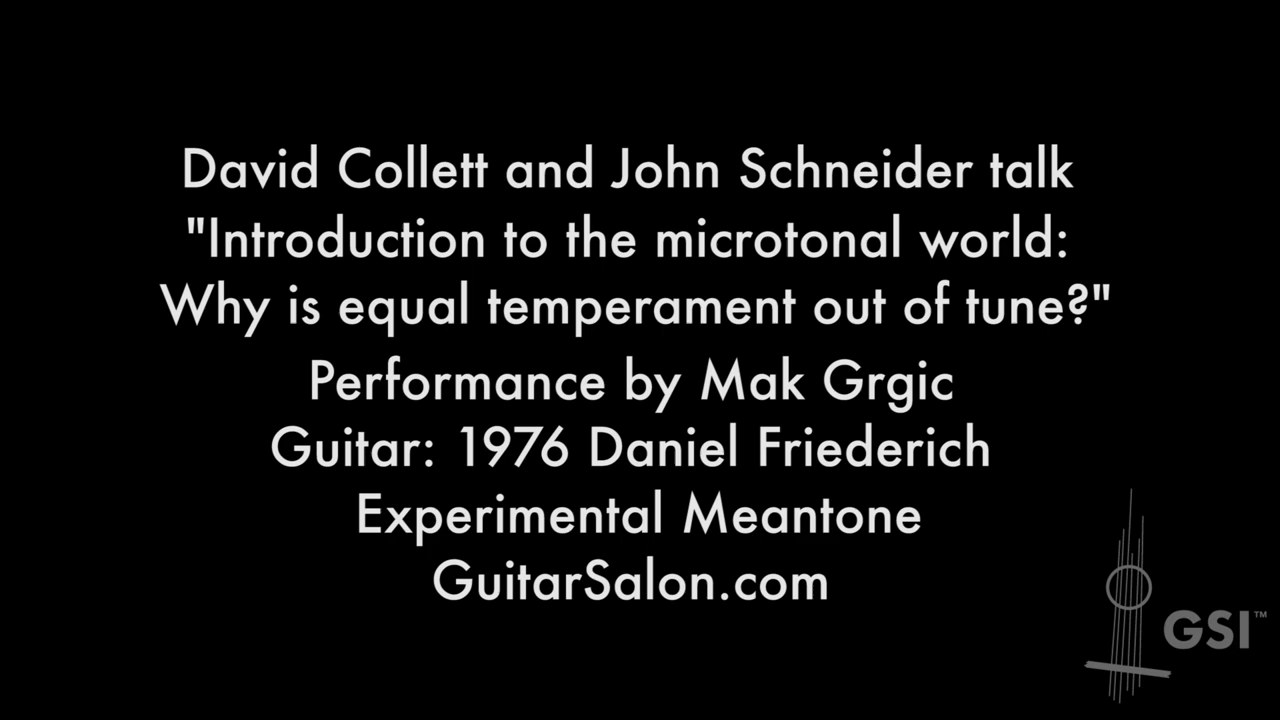 David Collett and John Schneider talk
"Introduction to the microtonal world:
Why is equal temperament out of tune?"
Performance by Mak Grgic
Guitar: 1976 Daniel Friederich
Experimental Meantone
GuitarSalon.com
GSI™